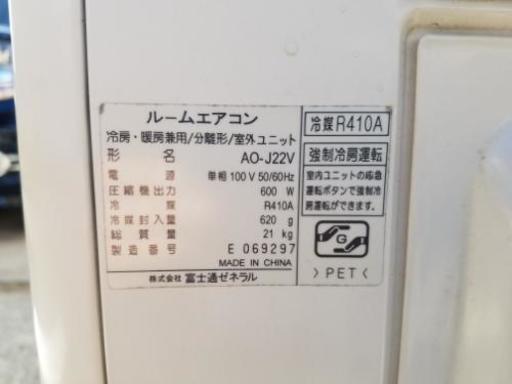 ルームエアコン
冷房・暖房兼用/分離形/室外ユニット
形名 AO-J22V
電源 単相100V 50/60Hz
圧縮機出力 600 W
冷媒 R410A
冷媒封入量 620 g
総質量 21 kg
製造番号 E 069297
MADE IN CHINA
株式会社 富士通ゼネラル
冷媒R410A
強制冷房運転
室内ユニットの応急
運転ボタンで強制冷
房運転ができます。
G
〉PET〈